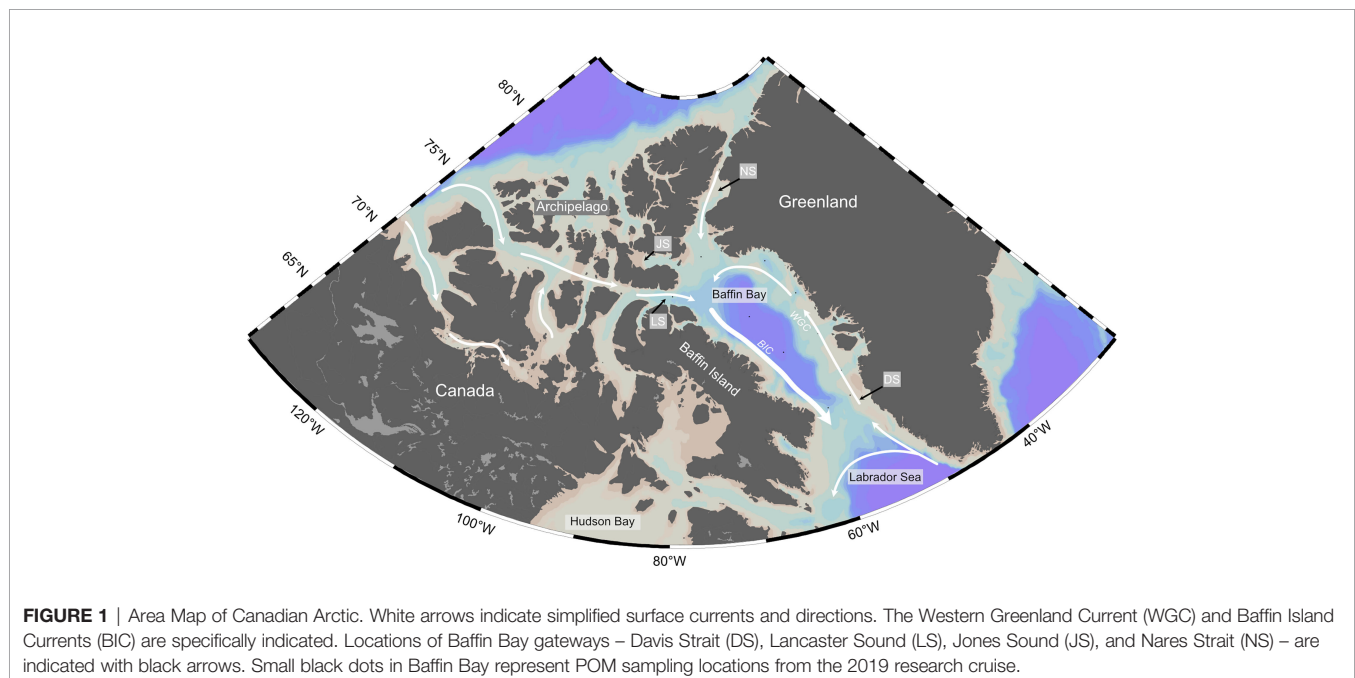 80°N
75°N
70°N
65°N
NS
Greenland
Archipelago
JS
Baffin Bay
LS
WGC
BIC
Baffin Island
DS
Canada
120°W
40°W
Labrador Sea
Hudson Bay
100°W
60°W
80°W
FIGURE 1 | Area Map of Canadian Arctic. White arrows indicate simplified surface currents and directions. The Western Greenland Current (WGC) and Baffin Island
Currents (BIC) are specifically indicated. Locations of Baffin Bay gateways – Davis Strait (DS), Lancaster Sound (LS), Jones Sound (JS), and Nares Strait (NS) – are
indicated with black arrows. Small black dots in Baffin Bay represent POM sampling locations from the 2019 research cruise.